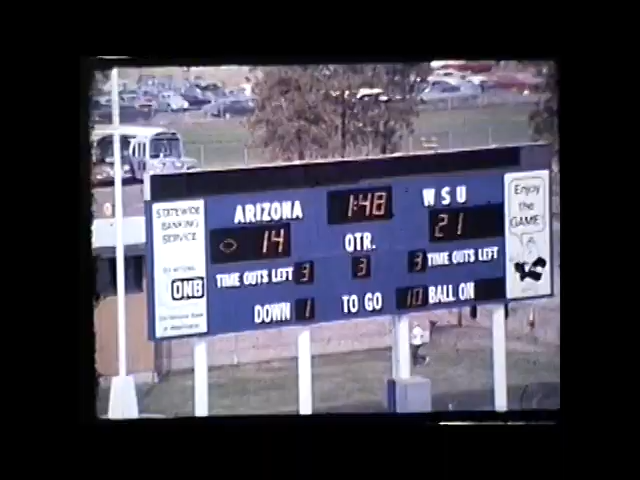 STATEWIDE
BANKING
SERVICE
ONB
ARIZONA 1:48 WSU
14 QTR. 21
TIME OUTS LEFT 3 3 3 TIME OUTS LEFT
DOWN 1 TO GO 10 BALL ON
Enjoy
the
GAME!